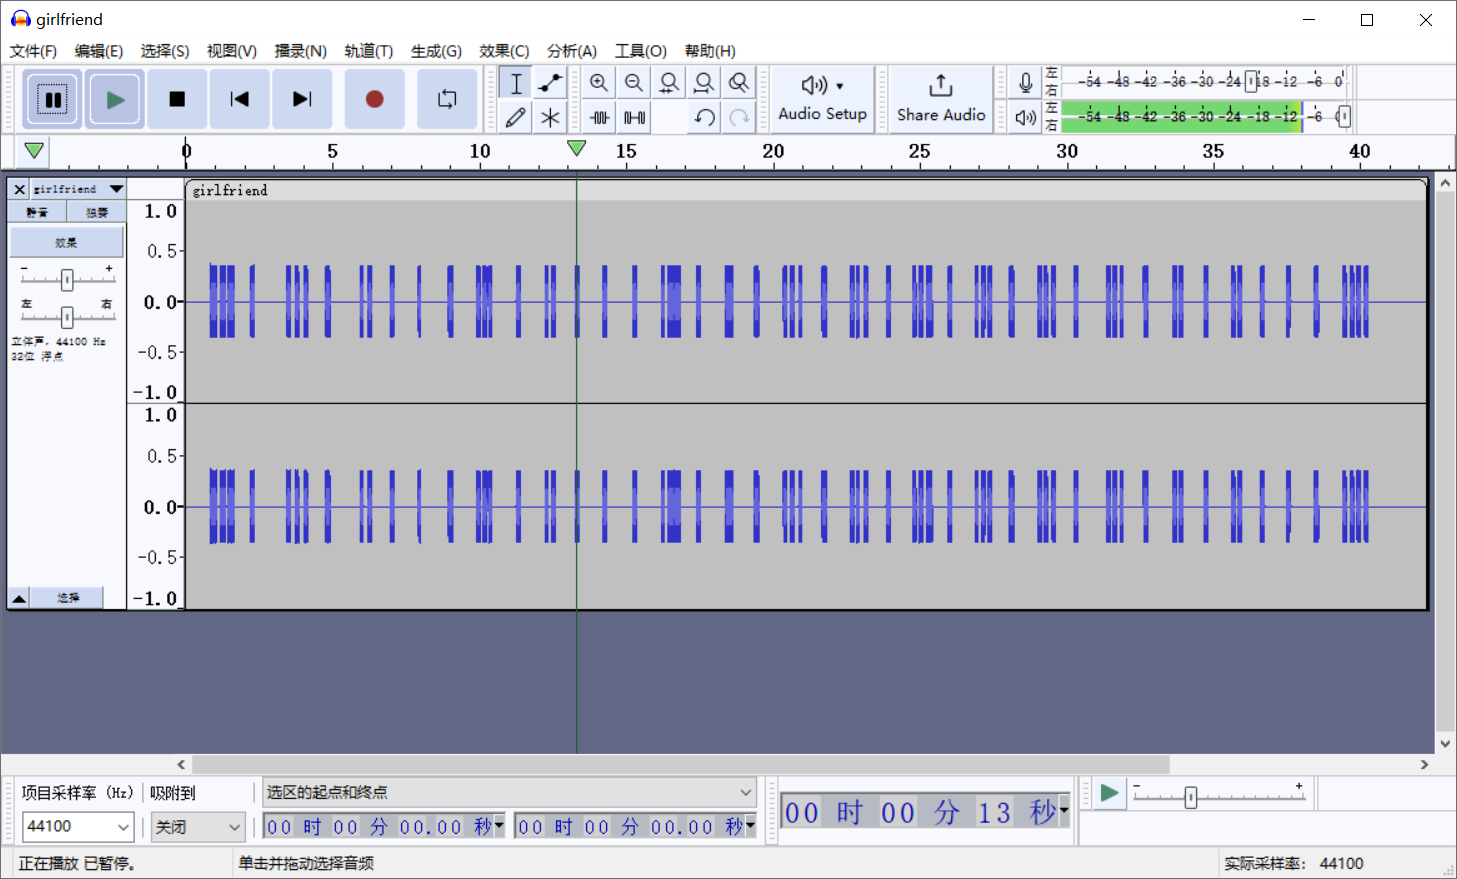 girlfriend
文件(F) 编辑(E) 选择(S) 视图(V) 播录(N) 轨道(T) 生成(G) 效果(C) 分析(A) 工具(O) 帮助(H)
Audio Setup
Share Audio
左 -54 -48 -42 -36 -30 -24 -18 -12 -6 0
右
左 -54 -48 -42 -36 -30 -24 -18 -12 -6 0
右
0 5 10 15 20 25 30 35 40
girlfriend
girlfriend
静音 独奏
效果
- +
左 右
立体声, 44100 Hz
32位 浮点
选择
1.0
0.5
0.0
-0.5
-1.0
1.0
0.5
0.0
-0.5
-1.0
项目采样率 (Hz) 吸附到 选区的起点和终点
44100 关闭 00 时 00 分 00.00 秒 00 时 00 分 00.00 秒
00 时 00 分 13 秒
- +
正在播放 已暂停。 单击并拖动选择音频 实际采样率: 44100